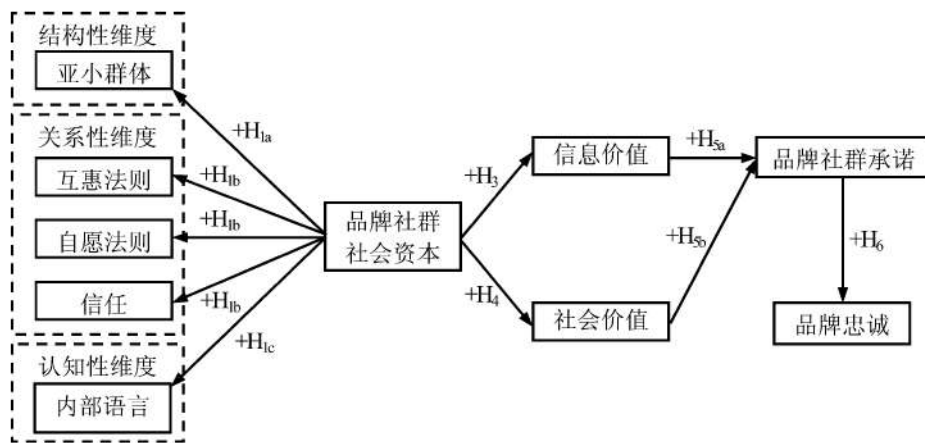 结构性维度
亚小群体
关系性维度
互惠法则
自愿法则
信任
认知性维度
内部语言
+H1a
+H1b
+H1b
+H1b
+H1c
品牌社群
社会资本
+H3
+H4
信息价值
社会价值
+H5a
+H5b
品牌社群承诺
+H6
品牌忠诚